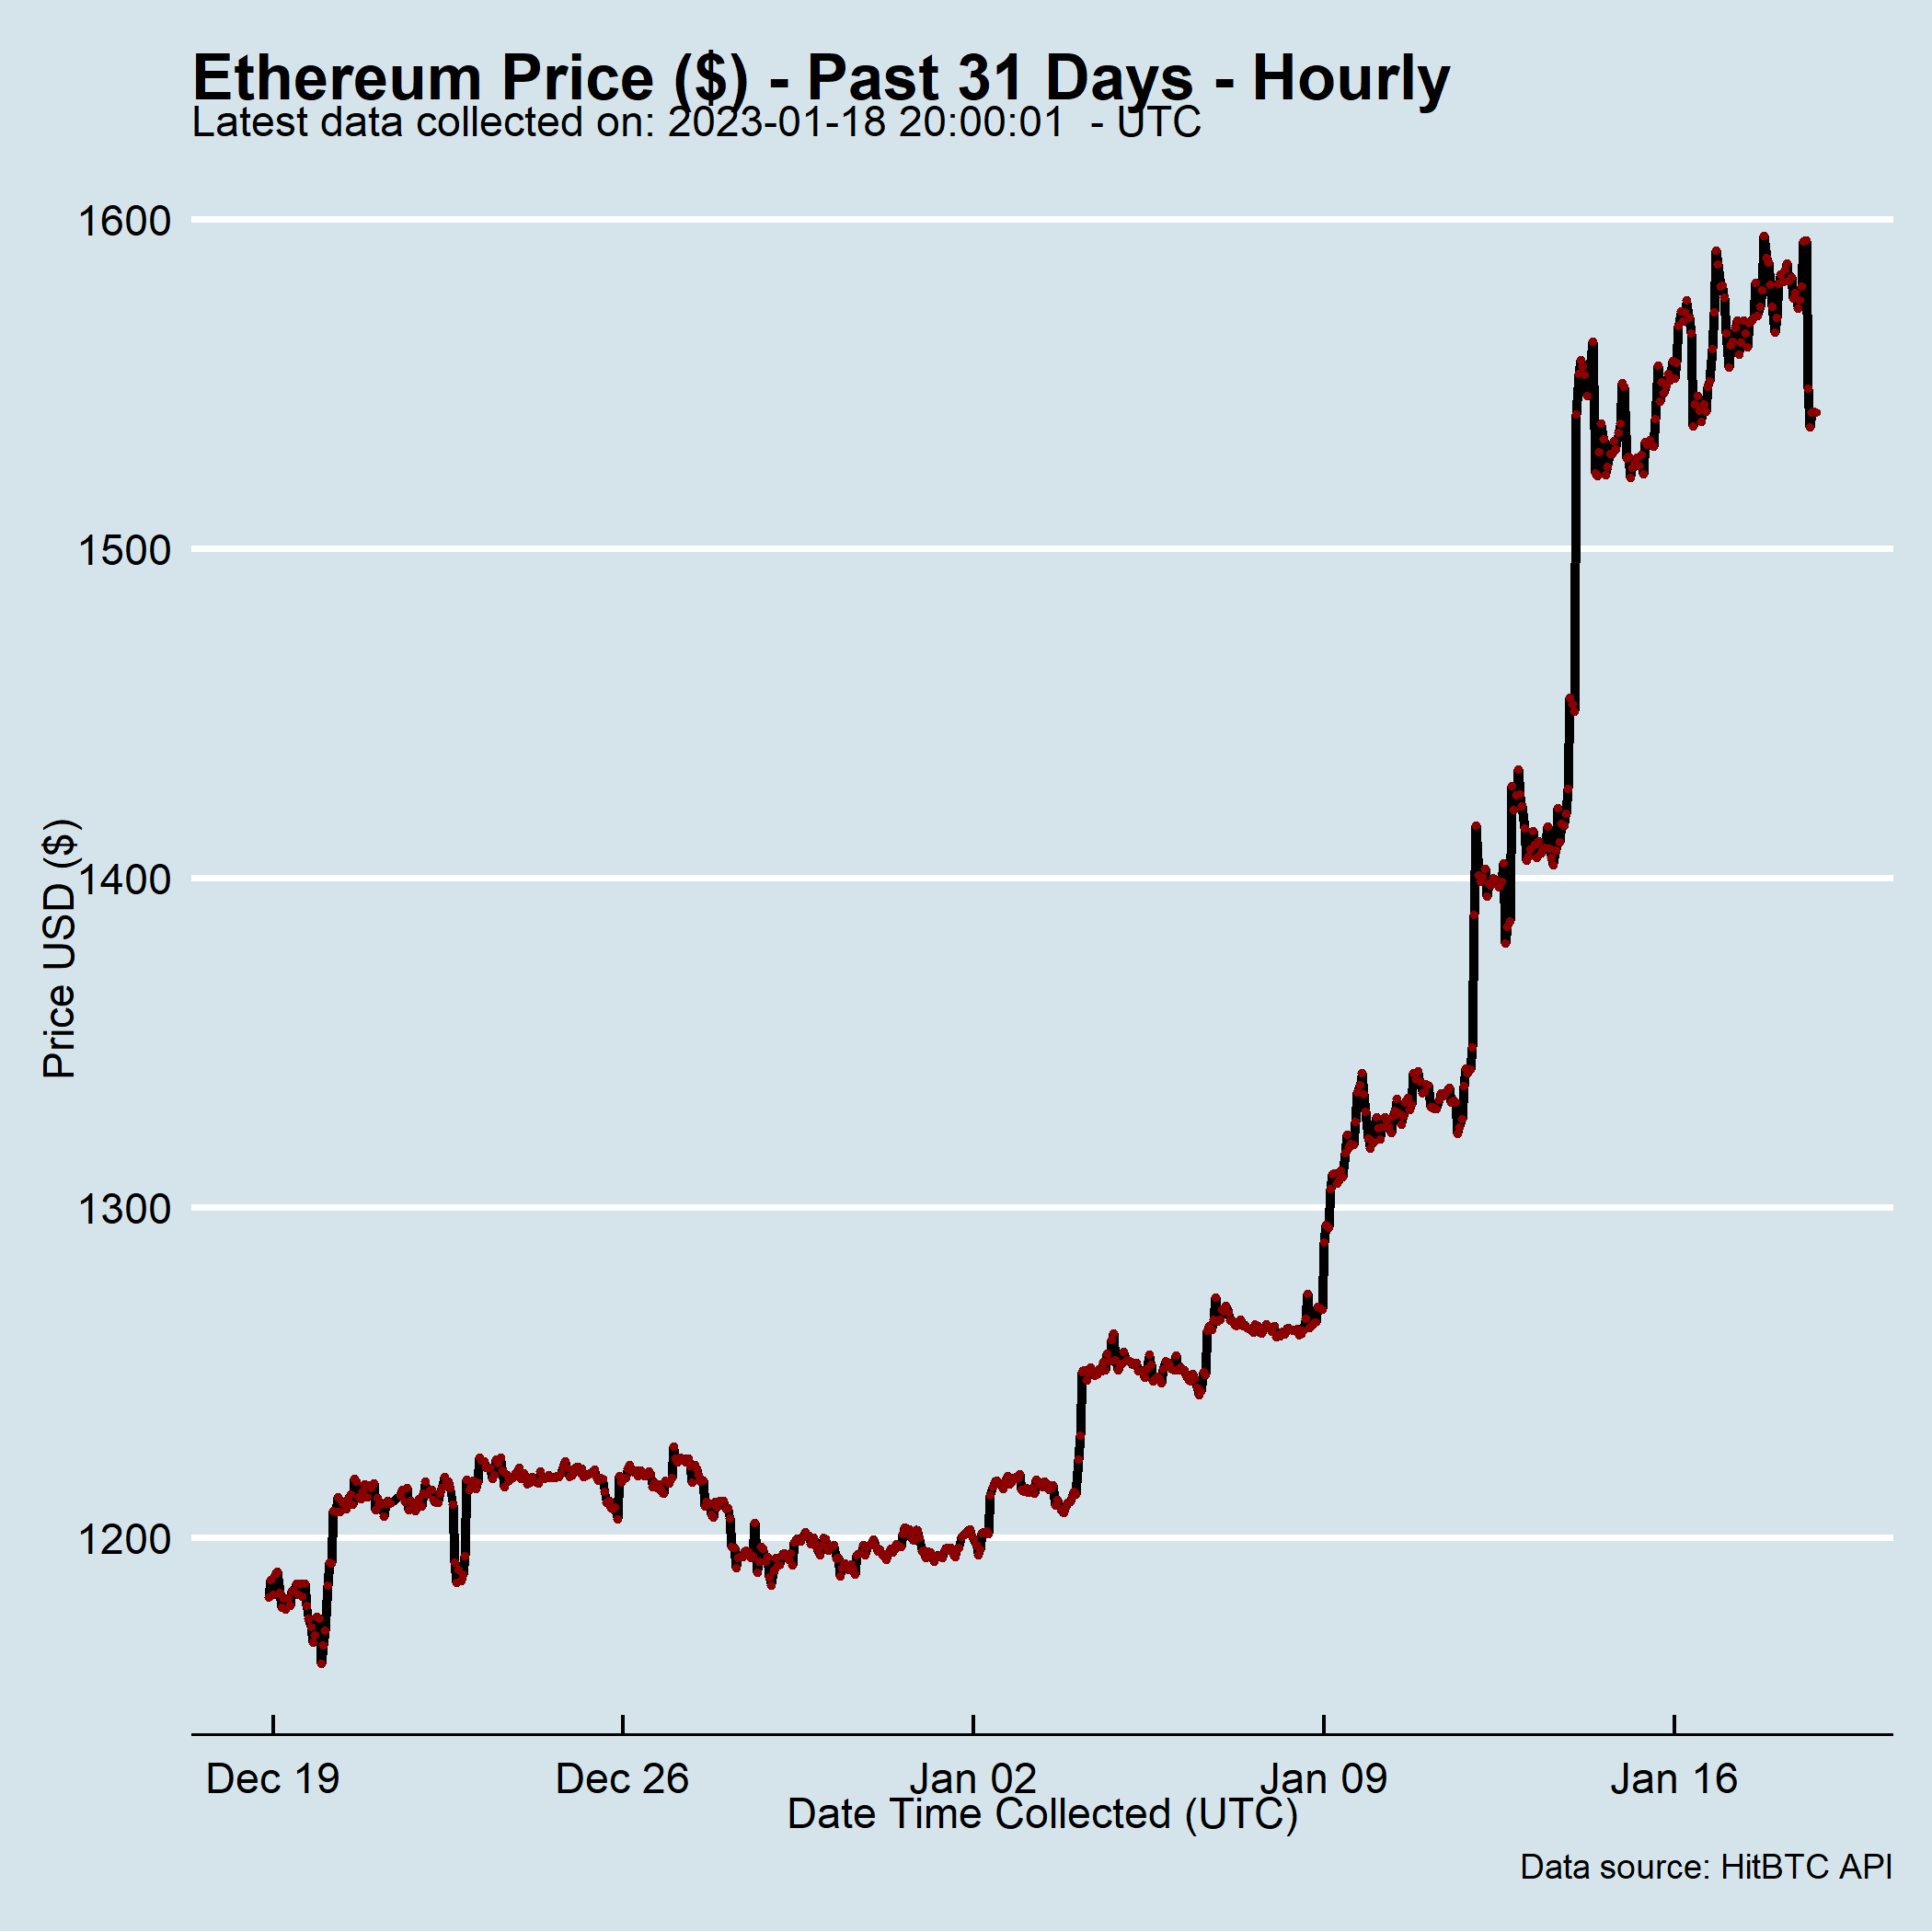 Ethereum Price ($) - Past 31 Days - Hourly
Latest data collected on: 2023-01-18 20:00:01  - UTC
1600
1500
1400
1300
1200
Price USD ($)
Dec 19
Dec 26
Jan 02
Jan 09
Jan 16
Date Time Collected (UTC)
Data source: HitBTC API